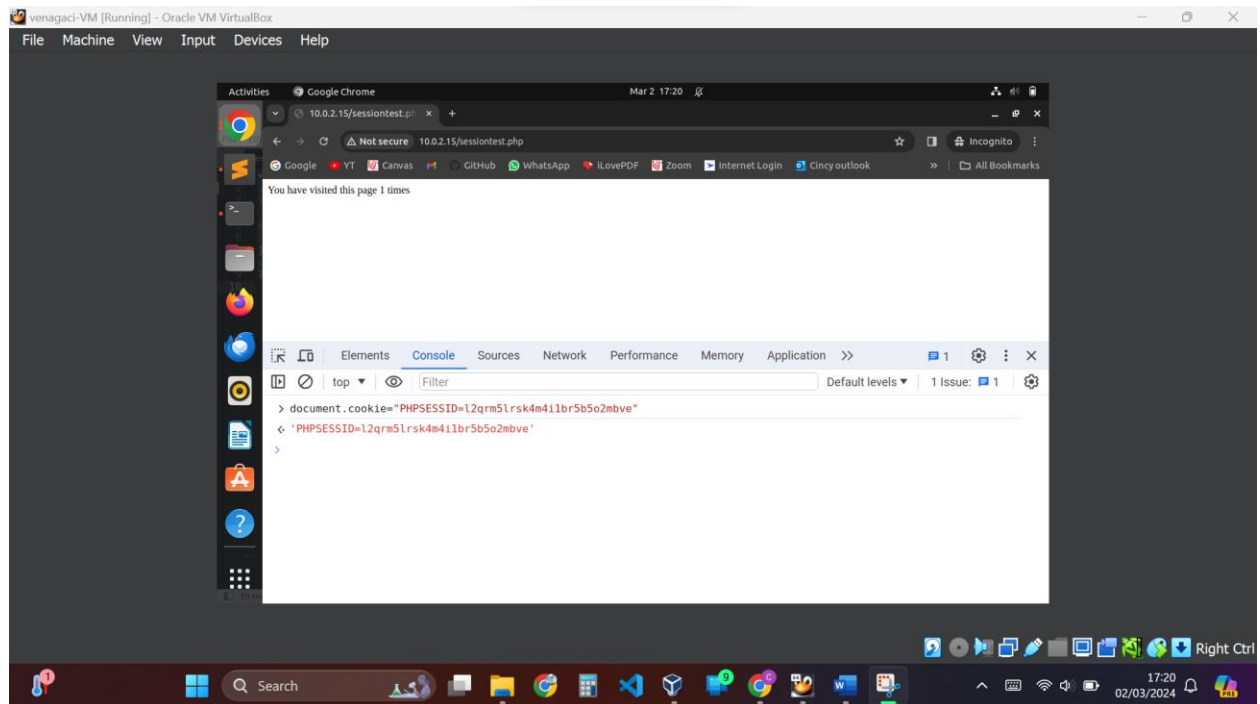 venagaci-VM [Running] - Oracle VM VirtualBox
File Machine View Input Devices Help
Activities Google Chrome Mar 2 17:20
10.0.2.15/sessiontest.ph
Not secure 10.0.2.15/sessiontest.php Incognito
Google YT Canvas GitHub WhatsApp iLovePDF Zoom Internet Login Cincy outlook » All Bookmarks
You have visited this page 1 times
Elements Console Sources Network Performance Memory Application >> 1
top ▼ Filter Default levels ▼ 1 Issue: 1
> document.cookie="PHPSESSID=l2qrm5lrsk4m4i1br5b5o2mbve"
'PHPSESSID=l2qrm5lrsk4m4i1br5b5o2mbve'
>
Right Ctrl
1 Search 9 17:20
02/03/2024